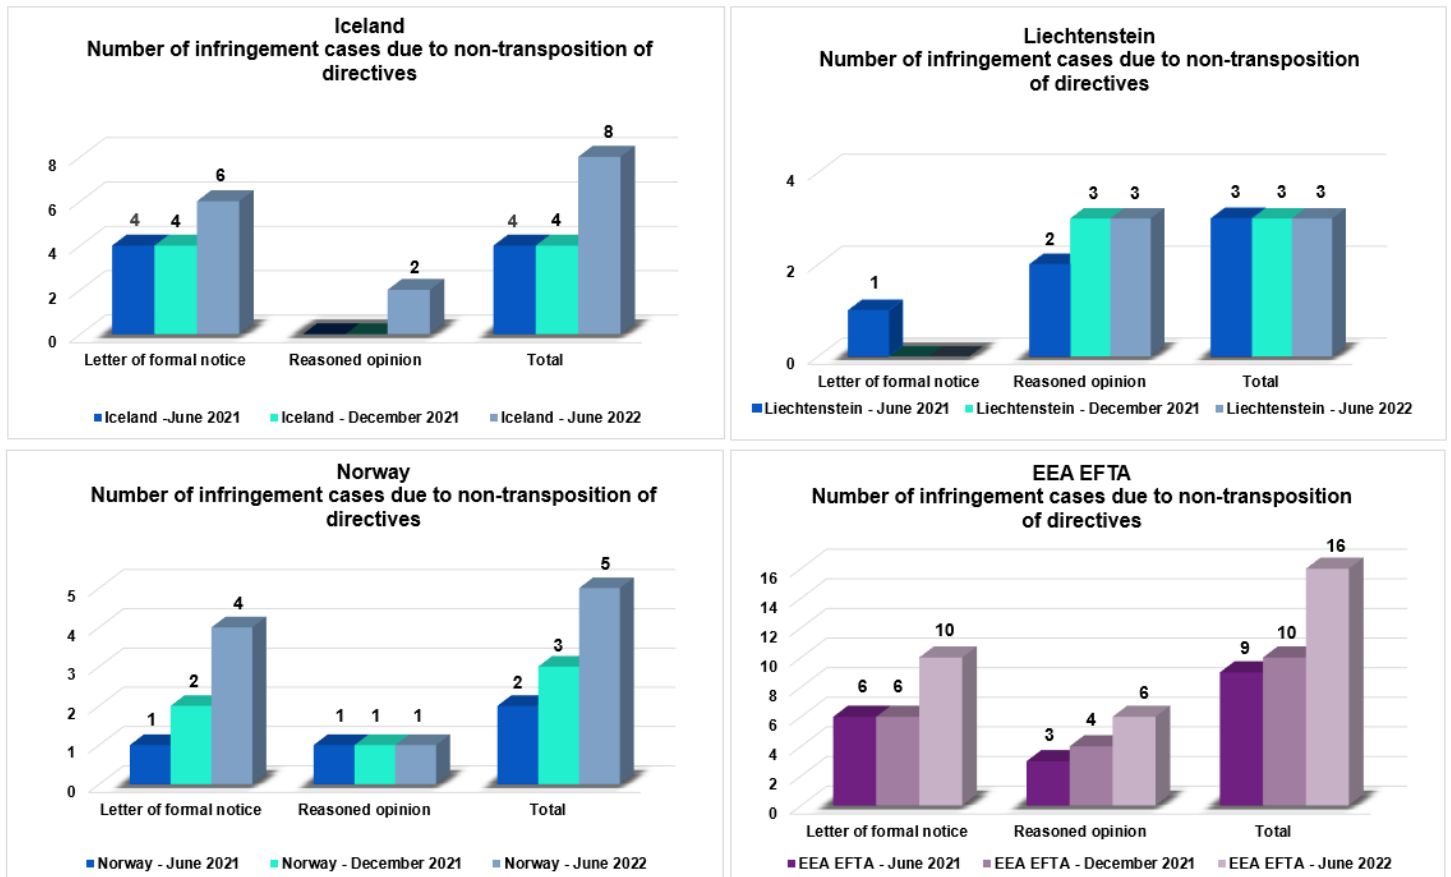 Iceland
Number of infringement cases due to non-transposition of
directives
8
6
4
2
0
4
4
6
2
4
4
8
Letter of formal notice
Reasoned opinion
Total
Iceland -June 2021
Iceland - December 2021
Iceland - June 2022
Liechtenstein
Number of infringement cases due to non-transposition
of directives
4
2
0
1
2
3
3
3
3
3
Letter of formal notice
Reasoned opinion
Total
Liechtenstein - June 2021
Liechtenstein - December 2021
Liechtenstein - June 2022
Norway
Number of infringement cases due to non-transposition of
directives
5
4
3
2
1
0
1
2
4
1
1
1
2
3
5
Letter of formal notice
Reasoned opinion
Total
Norway - June 2021
Norway - December 2021
Norway - June 2022
EEA EFTA
Number of infringement cases due to non-transposition
of directives
16
14
12
10
8
6
4
2
0
6
6
10
3
4
6
9
10
16
Letter of formal notice
Reasoned opinion
Total
EEA EFTA - June 2021
EEA EFTA - December 2021
EEA EFTA - June 2022